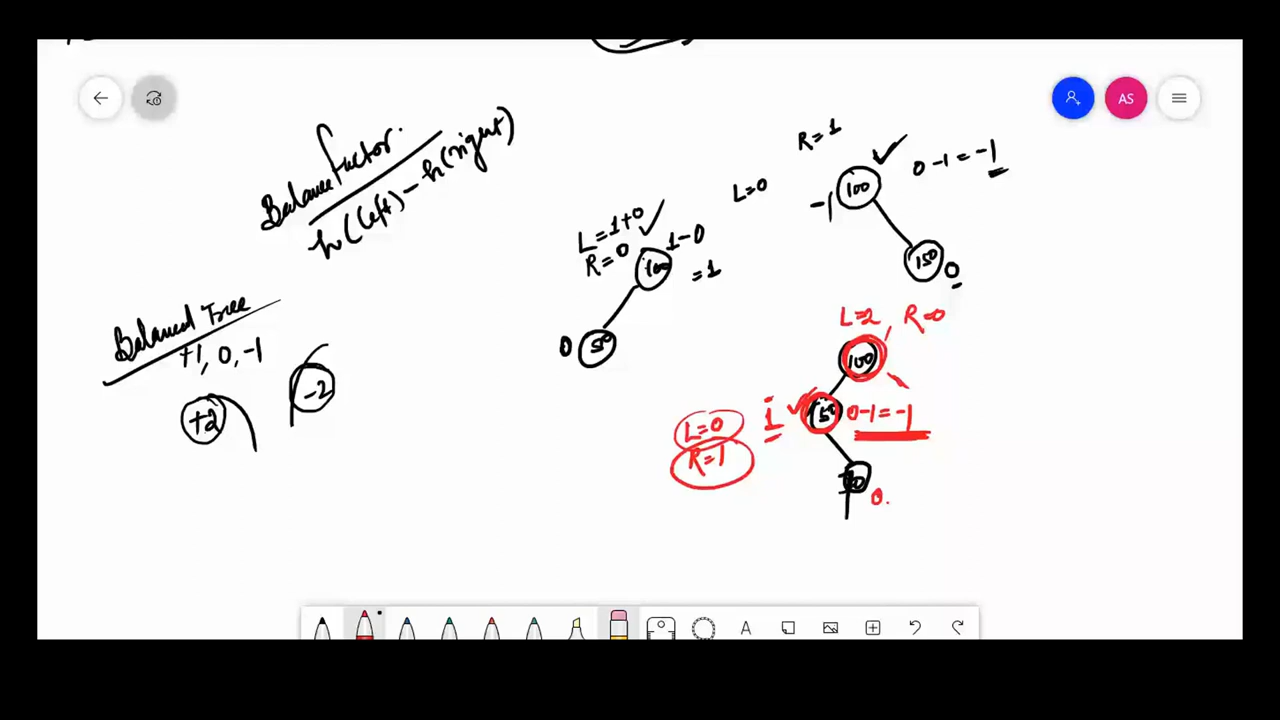 Balance Factor.
h(left) - h(right)
Balanced Tree
+1, 0, -1
+2
-2
L=1+0
R=0
100
1-0
=1
0
50
L=0
R=1
100
0-1=-1
-1
150
0
L=2
R=0
100
L=0
R=1
1
50
0-1=-1
0.
AS
A